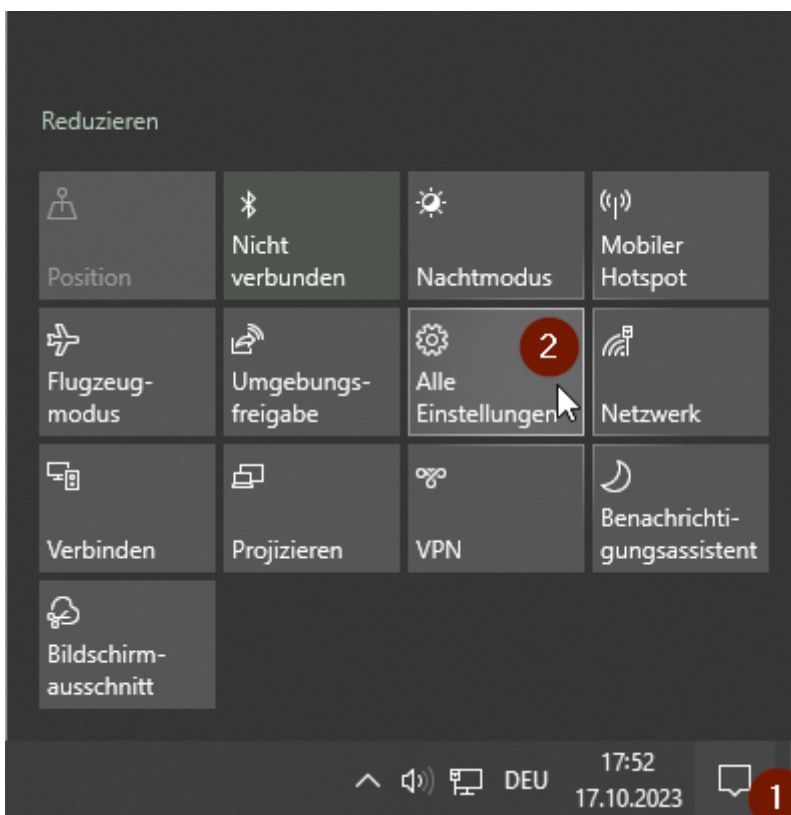 Reduzieren
Position
Nicht
verbunden
Nachtmodus
Mobiler
Hotspot
Flugzeug-
modus
Umgebungs-
freigabe
2
Alle
Einstellungen
Netzwerk
Verbinden
Projizieren
VPN
Benachrichti-
gungsassistent
Bildschirm-
ausschnitt
DEU
17:52
17.10.2023
1